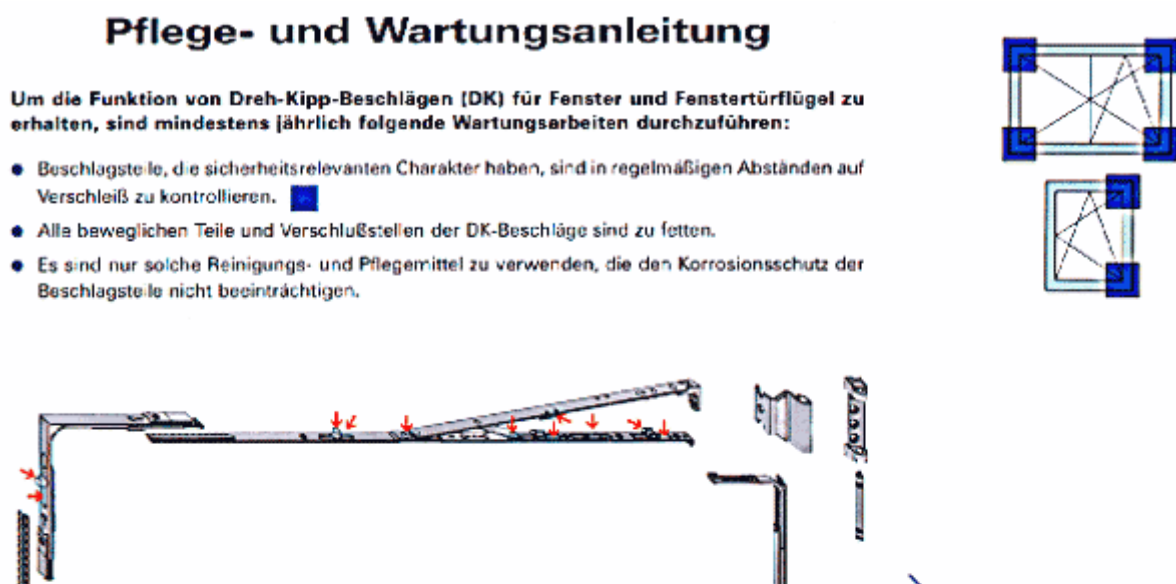 Pflege- und Wartungsanleitung
Um die Funktion von Dreh-Kipp-Beschlägen (DK) für Fenster und Fenstertürflügel zu
erhalten, sind mindestens jährlich folgende Wartungsarbeiten durchzuführen:
● Beschlagsteile, die sicherheitsrelevanten Charakter haben, sind in regelmäßigen Abständen auf
Verschleiß zu kontrollieren.
● Alle beweglichen Teile und Verschlußstellen der DK-Beschläge sind zu fetten.
● Es sind nur solche Reinigungs- und Pflegemittel zu verwenden, die den Korrosionsschutz der
Beschlagsteile nicht beeinträchtigen.